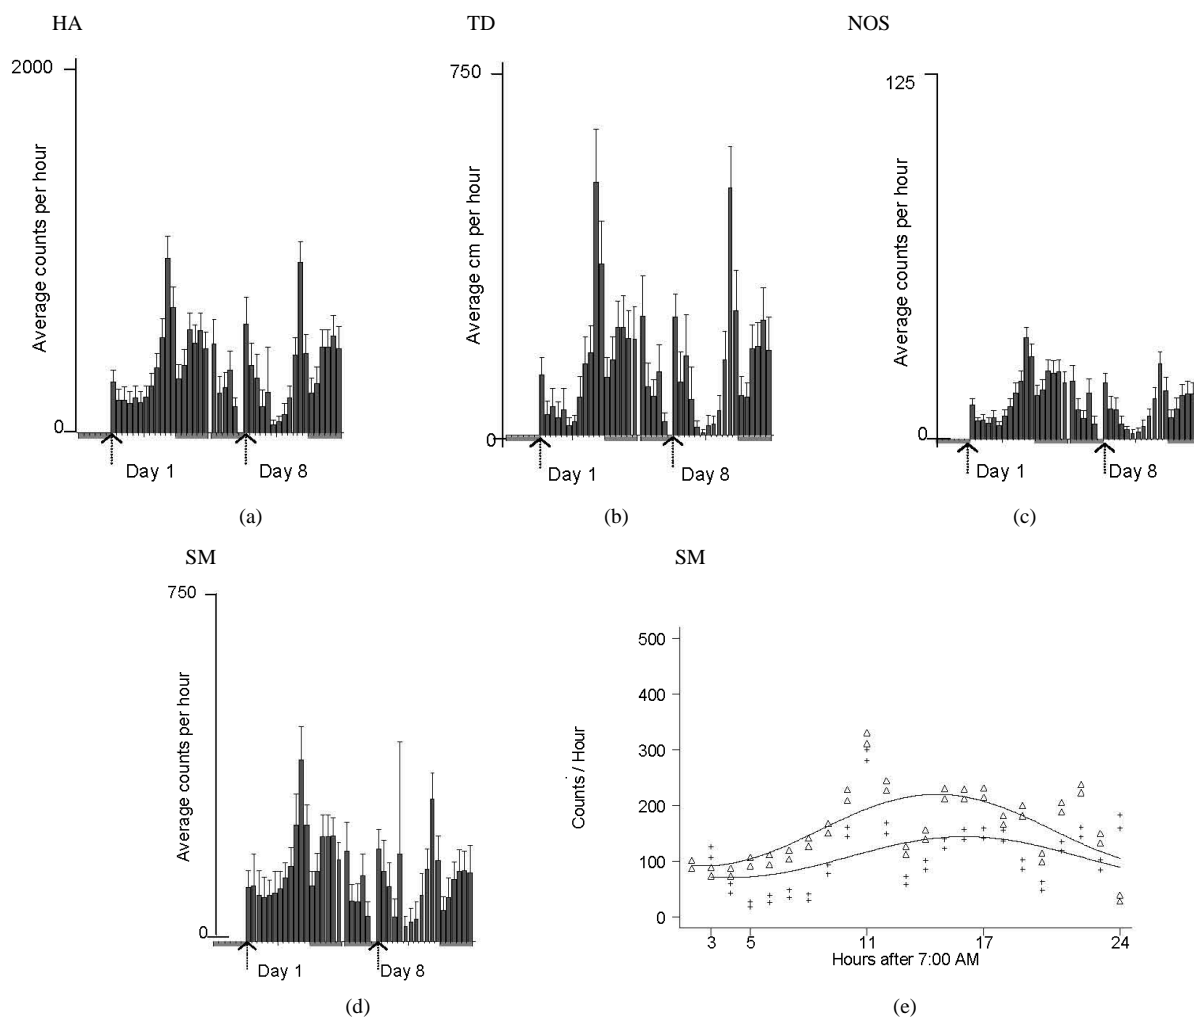 HA
TD
NOS
2000
Average counts per hour
0
Day 1
Day 8
(a)
750
Average cm per hour
0
Day 1
Day 8
(b)
125
Average counts per hour
0
Day 1
Day 8
(c)
SM
SM
750
Average counts per hour
0
Day 1
Day 8
(d)
500
400
300
200
100
0
Counts / Hour
3 5 11 17 24
Hours after 7:00 AM
(e)